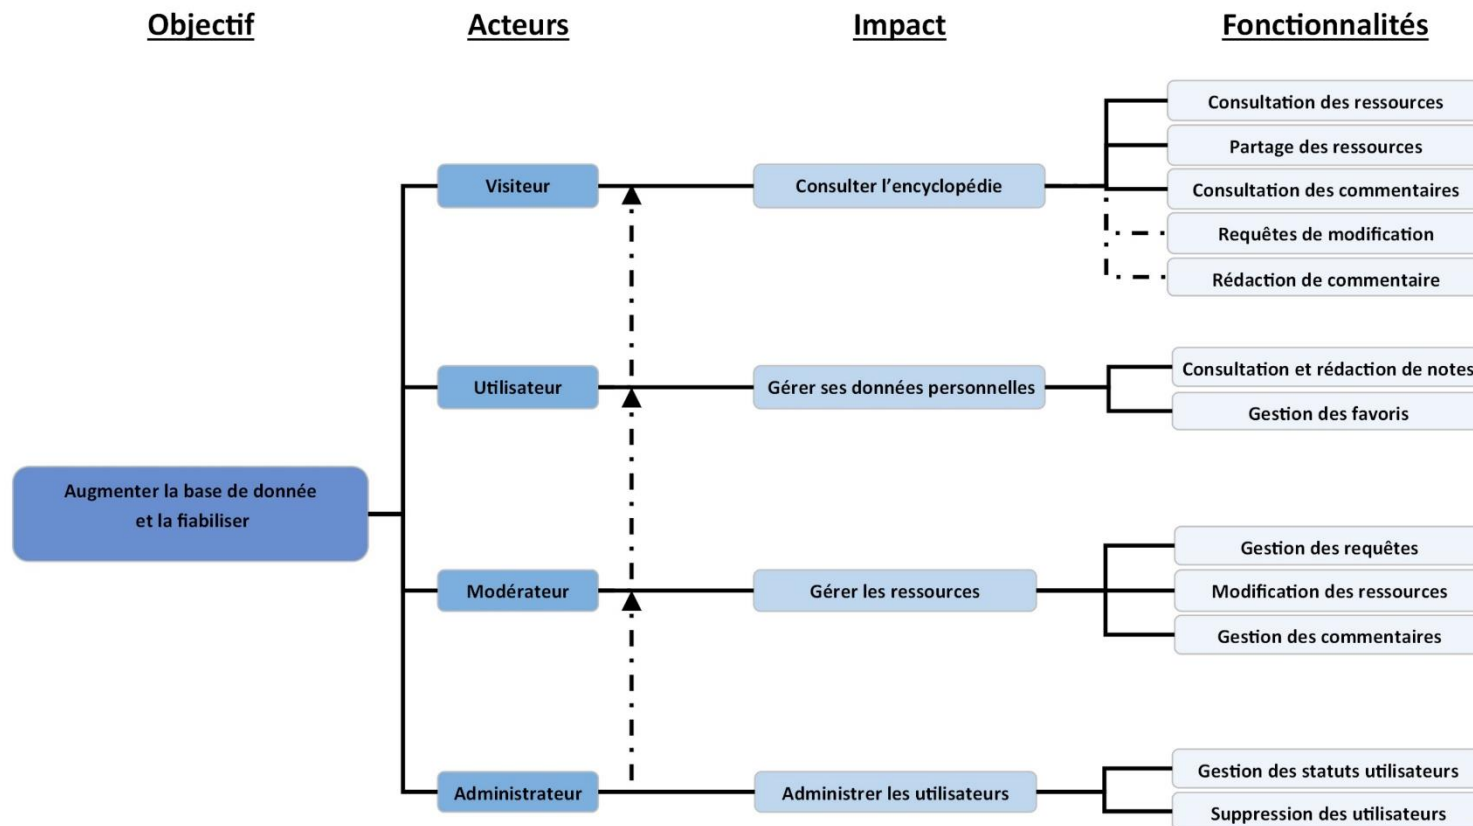 Objectif
Acteurs
Impact
Fonctionnalités
Augmenter la base de donnée
et la fiabiliser
Visiteur
Consulter l'encyclopédie
Consultation des ressources
Partage des ressources
Consultation des commentaires
Requêtes de modification
Rédaction de commentaire
Utilisateur
Gérer ses données personnelles
Consultation et rédaction de notes
Gestion des favoris
Modérateur
Gérer les ressources
Gestion des requêtes
Modification des ressources
Gestion des commentaires
Administrateur
Administrer les utilisateurs
Gestion des statuts utilisateurs
Suppression des utilisateurs